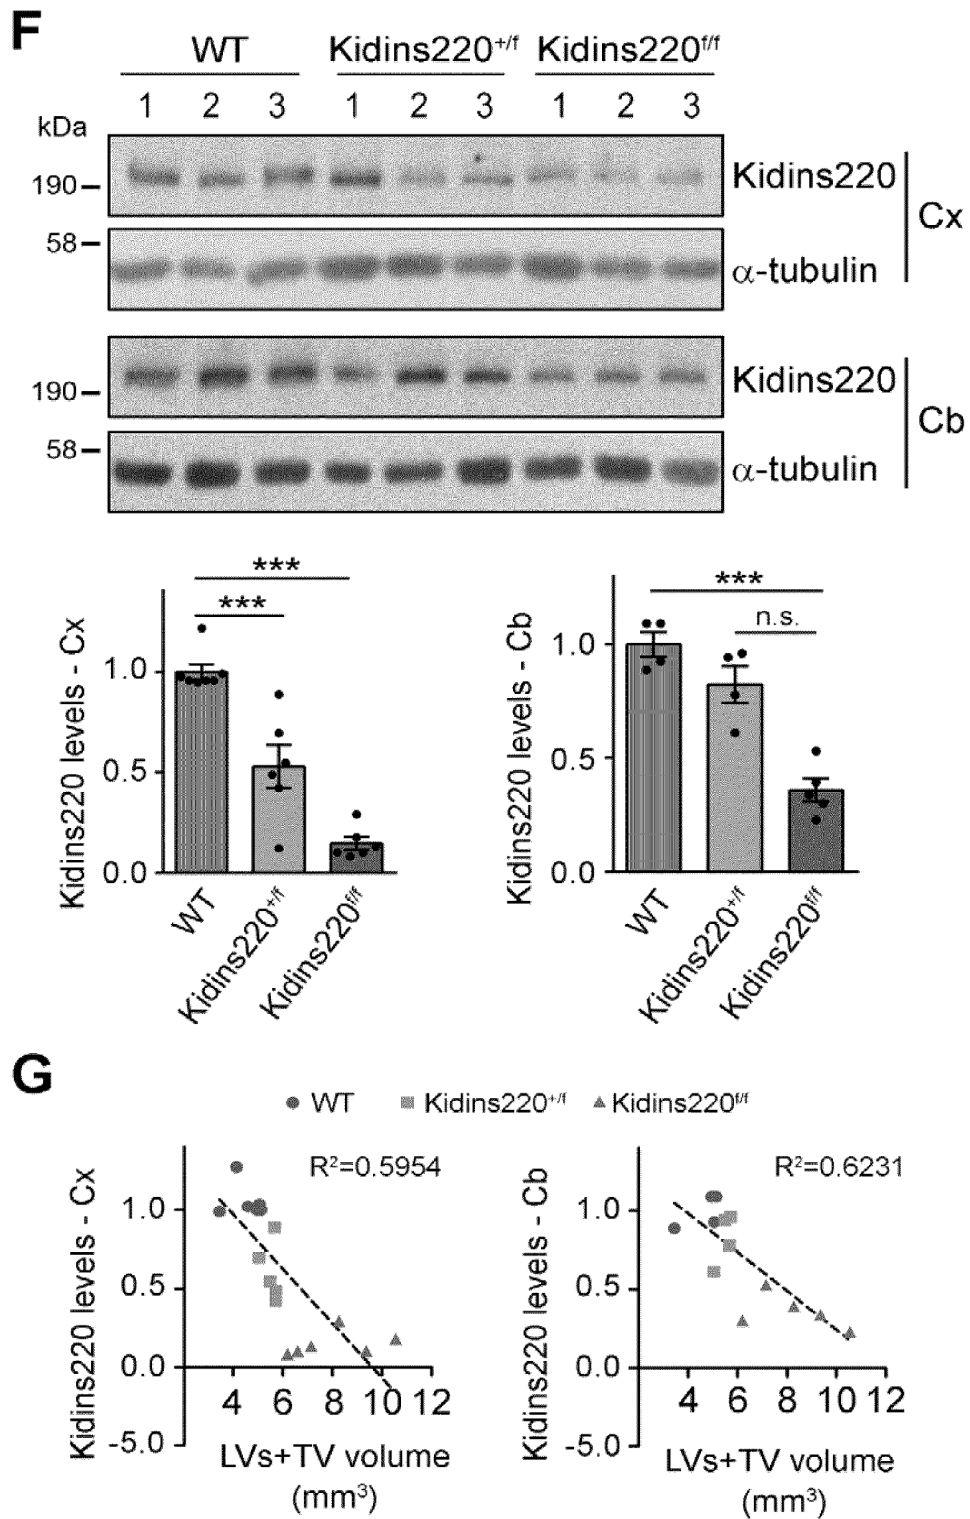 F
WT Kidins220+/f Kidins220f/f
1 2 3 1 2 3 1 2 3
kDa
190 Kidins220
Cx
58
α-tubulin
190 Kidins220
Cb
58
α-tubulin
*** 
***
Kidins220 levels - Cx
1.0
0.5
0.0
WT
Kidins220+/f
Kidins220f/f
***
n.s.
Kidins220 levels - Cb
1.0
0.5
0.0
WT
Kidins220+/f
Kidins220f/f
G
WT Kidins220+/f Kidins220f/f
R²=0.5954
Kidins220 levels - Cx
1.0
0.5
0.0
-5.0
4 6 8 10 12
LVs+TV volume
(mm³)
R²=0.6231
Kidins220 levels - Cb
1.0
0.5
0.0
-5.0
4 6 8 10 12
LVs+TV volume
(mm³)